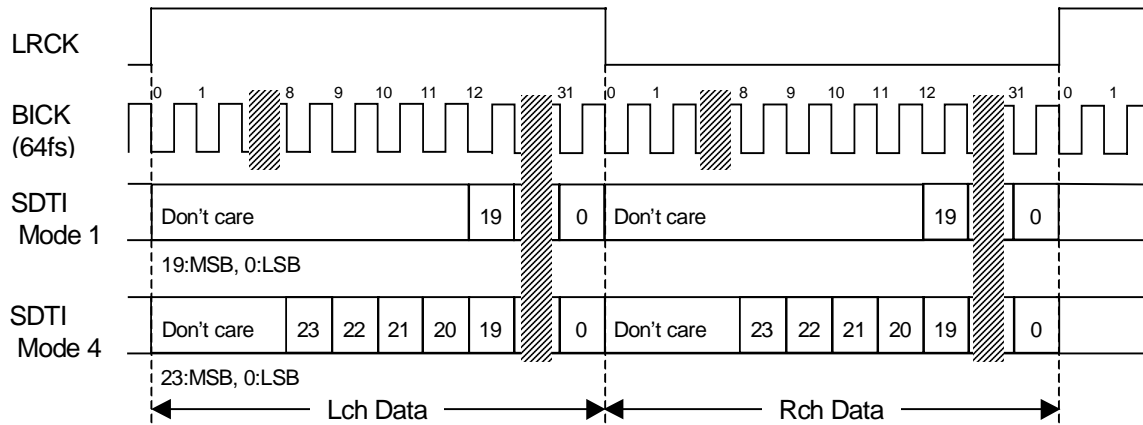 LRCK
BICK
(64fs)
0 1 8 9 10 11 12 31 0 1 8 9 10 11 12 31 0 1
SDTI
Mode 1
Don't care 19 0 Don't care 19 0
19:MSB, 0:LSB
SDTI
Mode 4
Don't care 23 22 21 20 19 0 Don't care 23 22 21 20 19 0
23:MSB, 0:LSB
Lch Data Rch Data